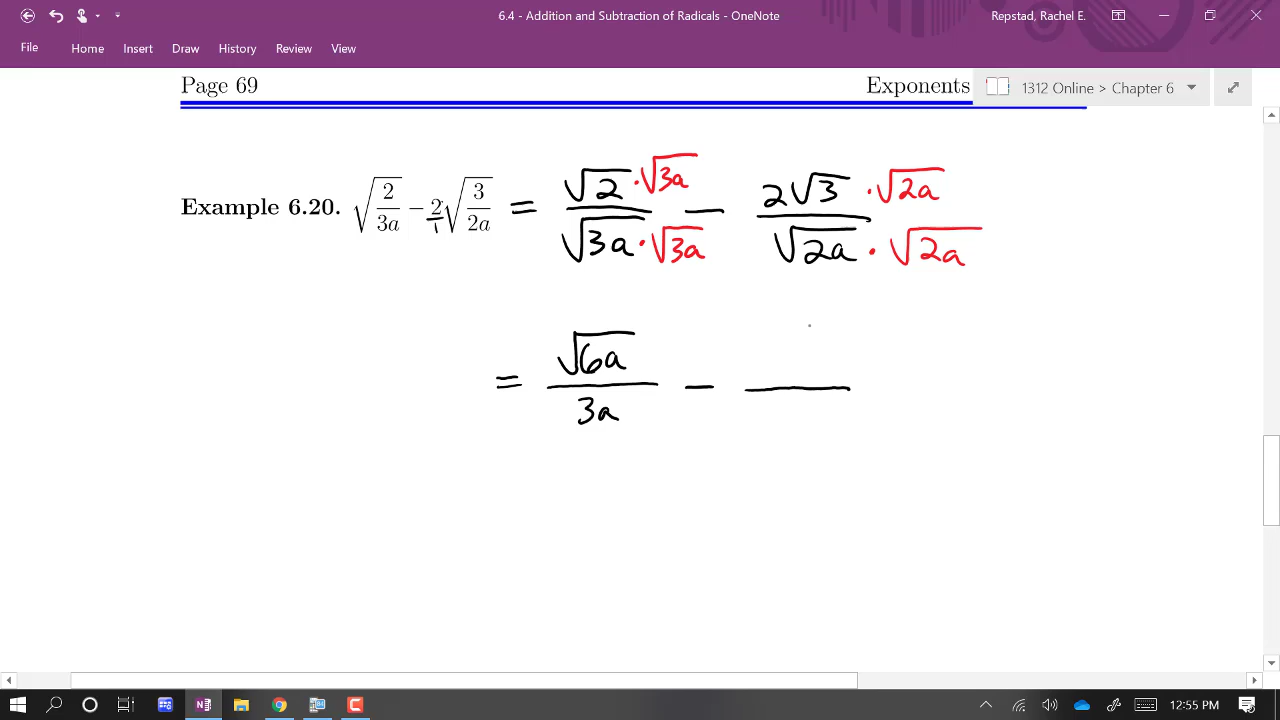 6.4 - Addition and Subtraction of Radicals - OneNote
Repstad, Rachel E.
File Home Insert Draw History Review View
Page 69 Exponents
1312 Online > Chapter 6
Example 6.20. √(2/3a) − 2/1·√(3/2a) = (√2 · √3a)/(√3a · √3a) − (2√3 · √2a)/(√2a · √2a)
= √6a/3a −
12:55 PM